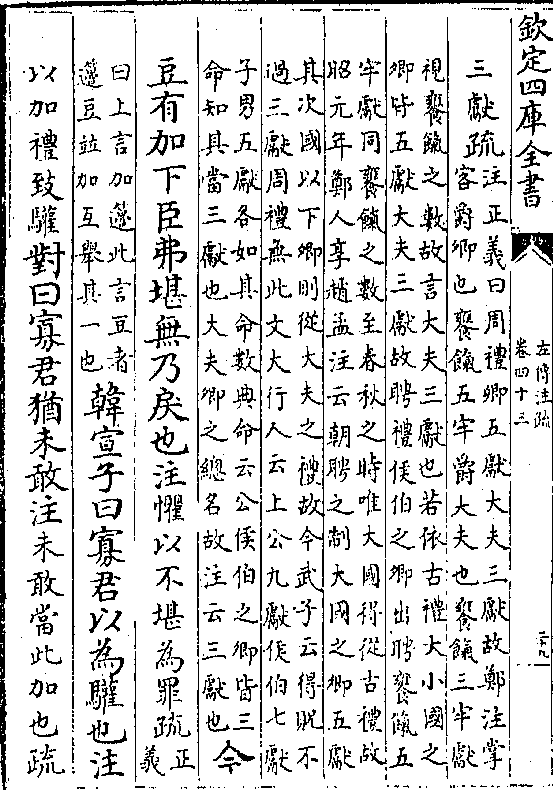 欽定四庫全書
左傳注疏
卷四十三
二十九
三獻疏
注正義曰周禮卿五獻大夫三獻故鄭注掌
客爵卿也饔餼五牢爵大夫也饔餼三牢獻
視饔餼之數故言大夫三獻也若依古禮大小國之
卿皆五獻大夫三獻故聘禮侯伯之卿出聘饔餼五
牢獻同饔餼之數至春秋之時唯大國得從古禮故
昭元年鄭人享趙孟注云朝聘之制大國之卿五獻
其次國以下卿則從大夫之禮故今武子云得貺不
過三獻周禮無此文大行人云上公九獻侯伯七獻
子男五獻各如其命數典命云公侯伯之卿皆三
命知其當三獻也大夫卿之總名故注云三獻也
今
豆有加下臣弗堪無乃戾也注懼以不堪為罪疏
正
義
曰上言加籩此言豆者
籩豆竝加互舉其一也
韓宣子曰寡君以為驩也注
以加禮致驩對曰寡君猶未敢注未敢當此加也疏